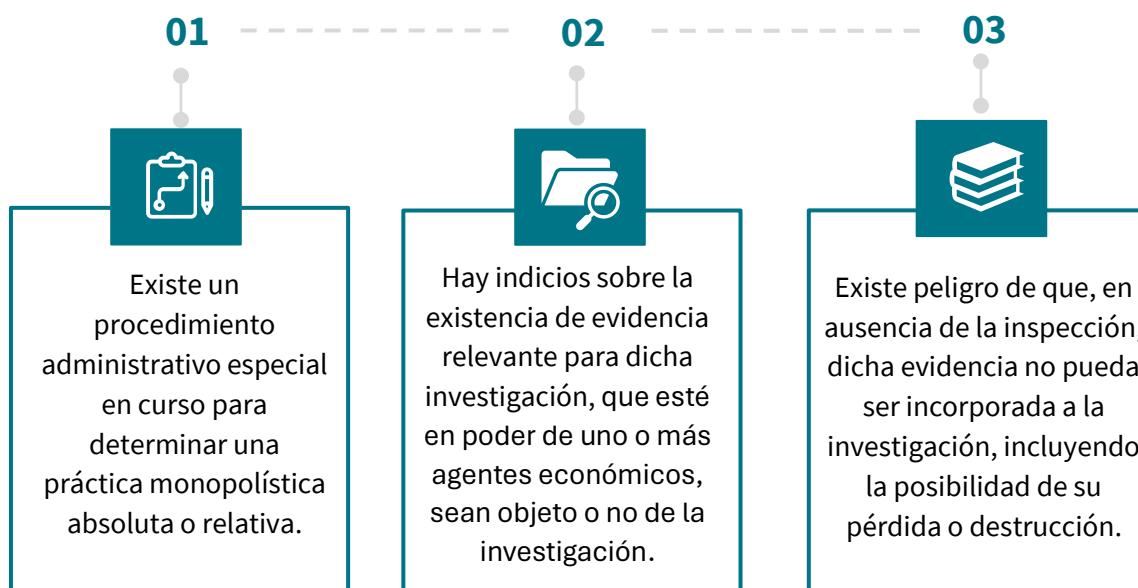 01
02
03
Existe un
procedimiento
administrativo especial
en curso para
determinar una
práctica monopolística
absoluta o relativa.
Hay indicios sobre la
existencia de evidencia
relevante para dicha
investigación, que esté
en poder de uno o más
agentes económicos,
sean objeto o no de la
investigación.
Existe peligro de que, en
ausencia de la inspección,
dicha evidencia no pueda
ser incorporada a la
investigación, incluyendo
la posibilidad de su
pérdida o destrucción.